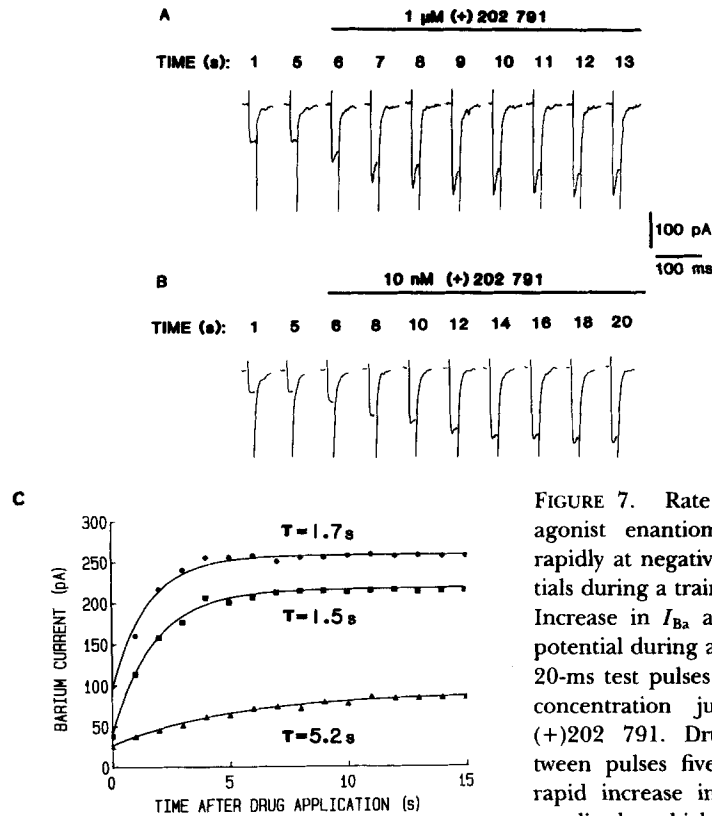 A
1 μM (+)202 791
TIME (s): 1 5 6 7 8 9 10 11 12 13
100 pA
100 ms
B
10 nM (+)202 791
TIME (s): 1 5 6 8 10 12 14 16 18 20
C
300
250
200
150
100
50
0
BARIUM CURRENT (pA)
T=1.7s
T=1.5s
T=5.2s
0 5 10 15
TIME AFTER DRUG APPLICATION (s)
FIGURE 7. Rate
agonist enantiom
rapidly at negativ
tials during a train
Increase in IBa a
potential during a
20-ms test pulses
concentration ju
(+)202 791. Dru
tween pulses five
rapid increase in